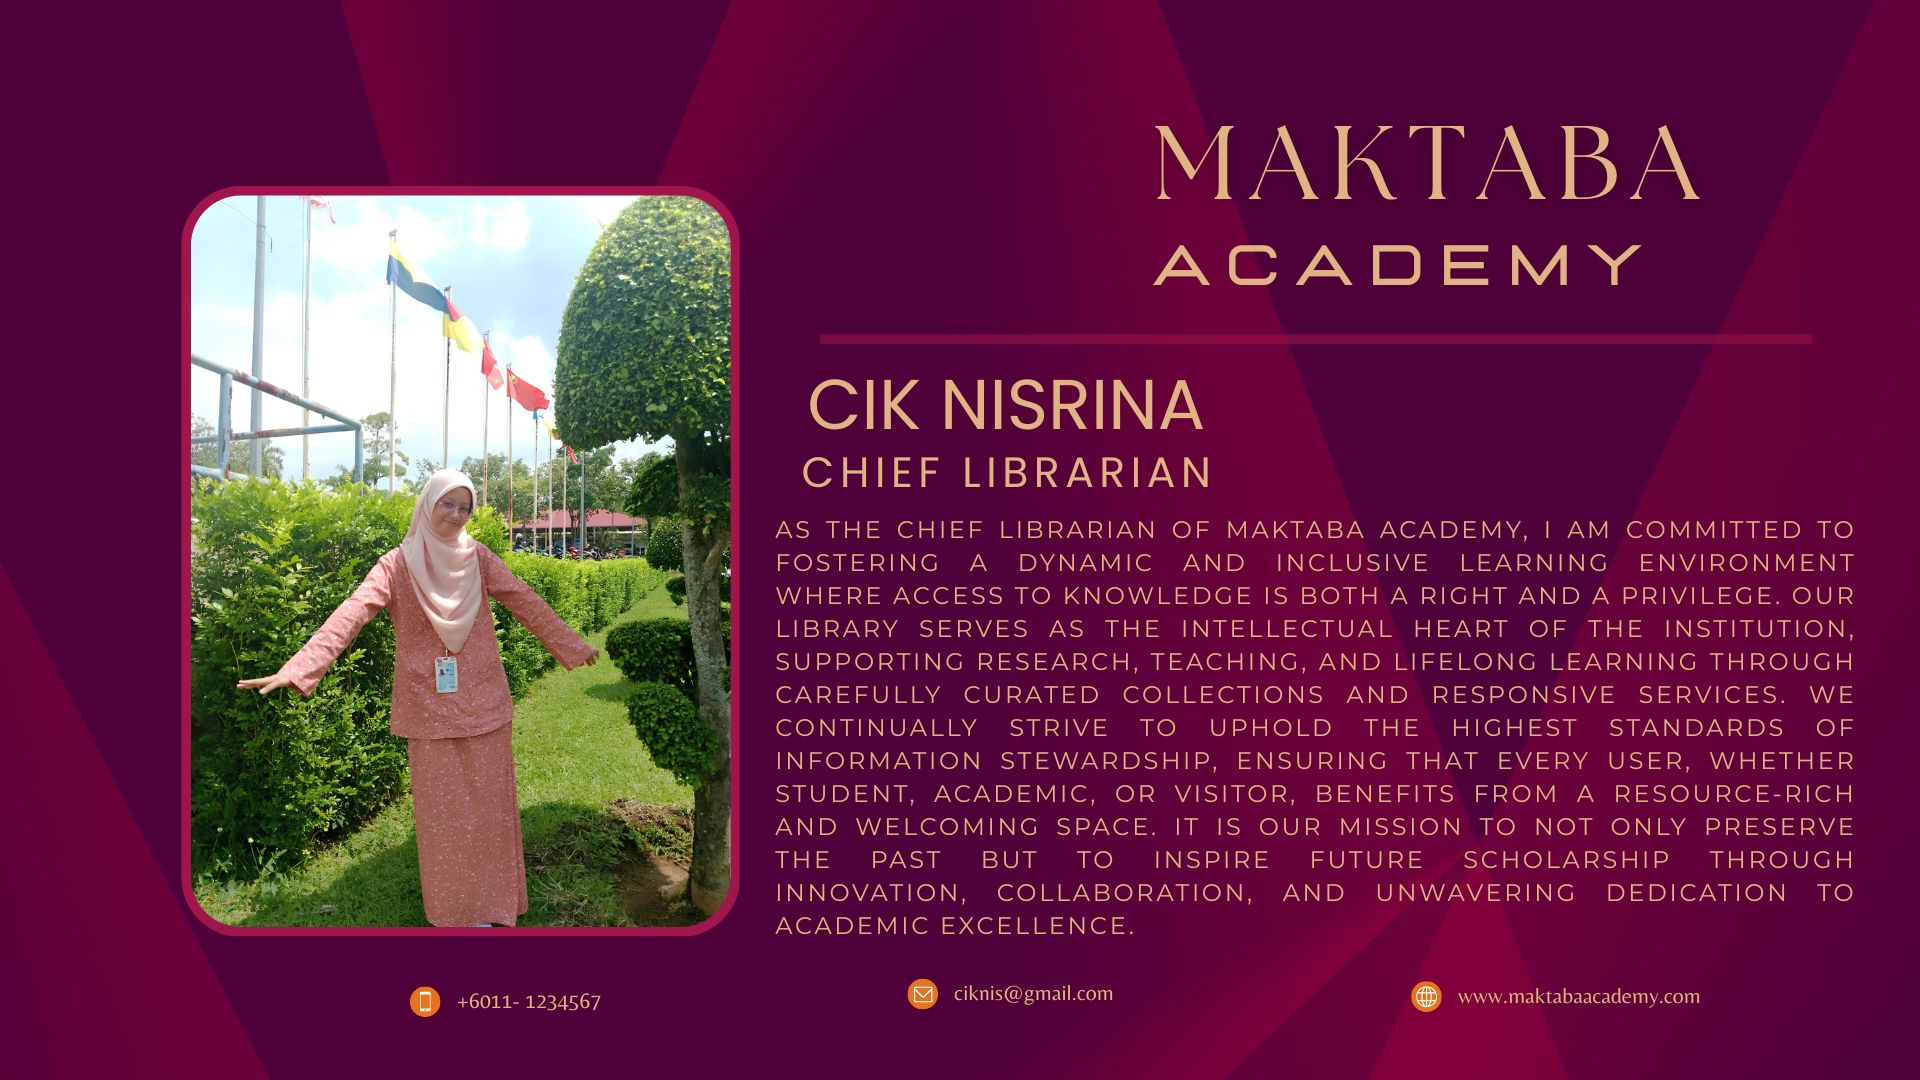 MAKTABA
ACADEMY
CIK NISRINA
CHIEF LIBRARIAN
AS THE CHIEF LIBRARIAN OF MAKTABA ACADEMY, I AM COMMITTED TO
FOSTERING A DYNAMIC AND INCLUSIVE LEARNING ENVIRONMENT
WHERE ACCESS TO KNOWLEDGE IS BOTH A RIGHT AND A PRIVILEGE. OUR
LIBRARY SERVES AS THE INTELLECTUAL HEART OF THE INSTITUTION,
SUPPORTING RESEARCH, TEACHING, AND LIFELONG LEARNING THROUGH
CAREFULLY CURATED COLLECTIONS AND RESPONSIVE SERVICES. WE
CONTINUALLY STRIVE TO UPHOLD THE HIGHEST STANDARDS OF
INFORMATION STEWARDSHIP, ENSURING THAT EVERY USER, WHETHER
STUDENT, ACADEMIC, OR VISITOR, BENEFITS FROM A RESOURCE-RICH
AND WELCOMING SPACE. IT IS OUR MISSION TO NOT ONLY PRESERVE
THE PAST BUT TO INSPIRE FUTURE SCHOLARSHIP THROUGH
INNOVATION, COLLABORATION, AND UNWAVERING DEDICATION TO
ACADEMIC EXCELLENCE.
+6011- 1234567
ciknis@gmail.com
www.maktabaacademy.com